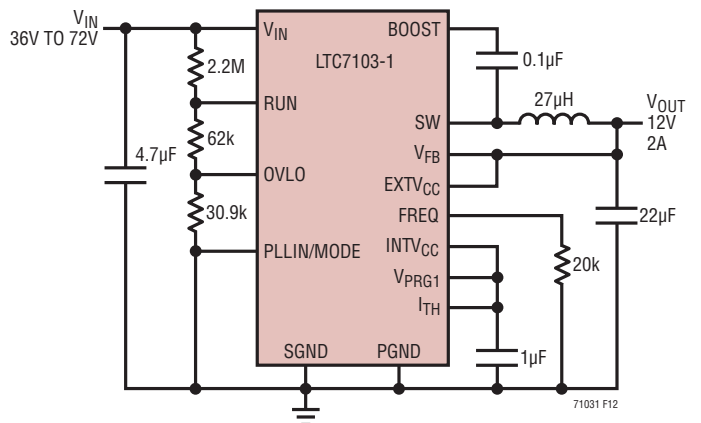 VIN
36V TO 72V
4.7µF
2.2M
62k
30.9k
VIN
RUN
OVLO
PLLIN/MODE
LTC7103-1
BOOST
SW
VFB
EXTVCC
FREQ
INTVCC
VPRG1
ITH
SGND
PGND
0.1µF
27µH
VOUT
12V
2A
22µF
20k
1µF
71031 F12